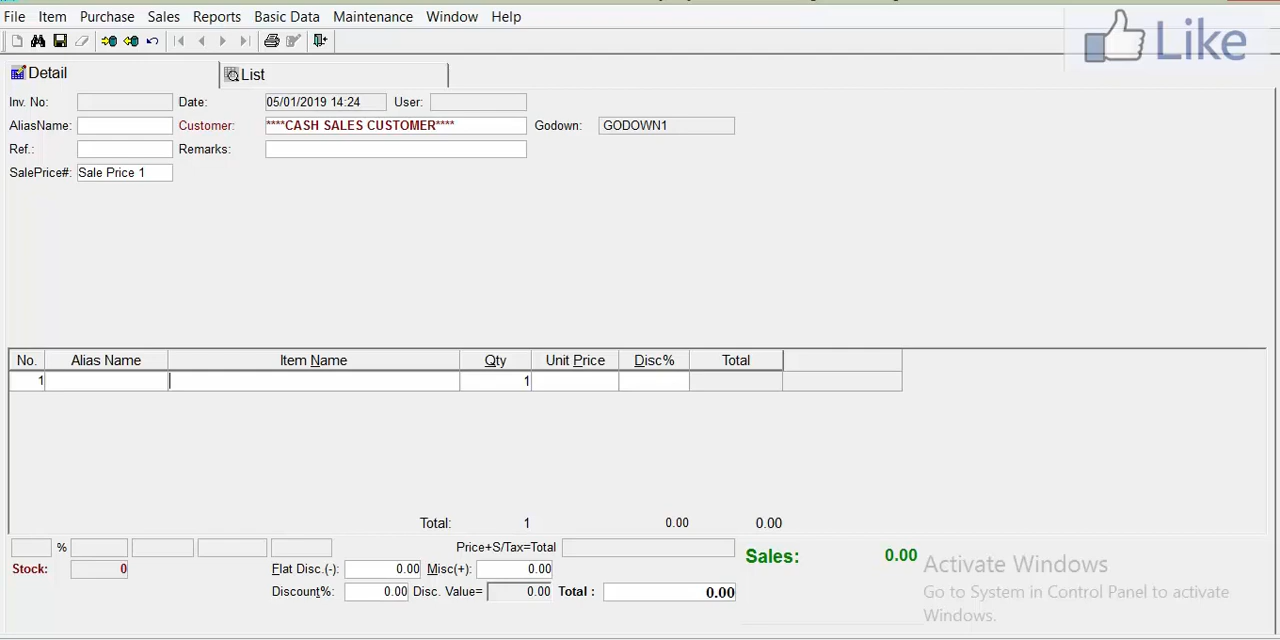 File Item Purchase Sales Reports Basic Data Maintenance Window Help
Like
Detail List
Inv. No: Date: 05/01/2019 14:24 User:
AliasName: Customer: ****CASH SALES CUSTOMER**** Godown: GODOWN1
Ref.: Remarks:
SalePrice#: Sale Price 1
No. Alias Name Item Name Qty Unit Price Disc% Total
1 1
Total: 1 0.00 0.00
% Price+S/Tax=Total
Sales: 0.00
Stock: 0 Flat Disc.(-) 0.00 Misc(+): 0.00
Discount%: 0.00 Disc. Value= 0.00 Total : 0.00
Activate Windows
Go to System in Control Panel to activate
Windows.